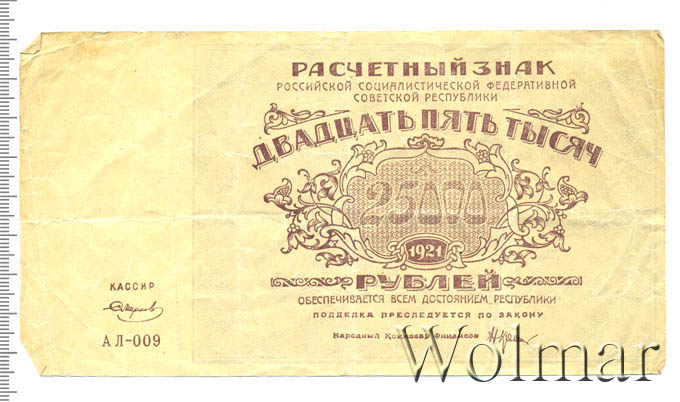 РАСЧЕТНЫЙ ЗНАК
РОССИЙСКОЙ СОЦИАЛИСТИЧЕСКОЙ ФЕДЕРАТИВНОЙ
СОВЕТСКОЙ РЕСПУБЛИКИ
ДВАДЦАТЬ ПЯТЬ ТЫСЯЧ
25000
1921
РУБЛЕЙ
ОБЕСПЕЧИВАЕТСЯ ВСЕМ ДОСТОЯНИЕМ РЕСПУБЛИКИ
ПОДДЕЛКА ПРЕСЛЕДУЕТСЯ ПО ЗАКОНУ
Народный Комиссар Финансов
КАССИР
АЛ-009
Wolmar